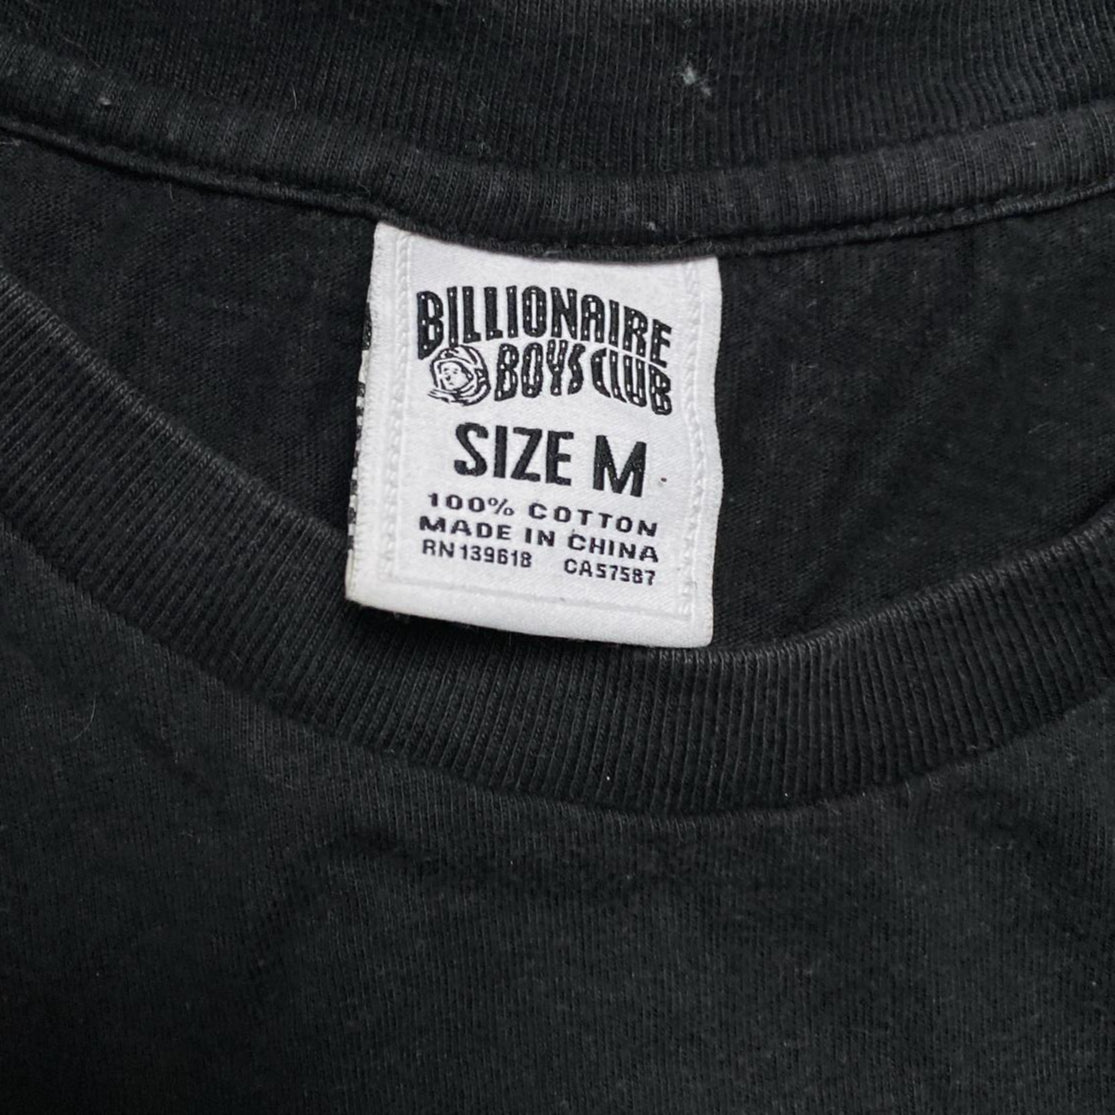 BILLIONAIRE
BOYS CLUB
SIZE M
100% COTTON
MADE IN CHINA
RN139618 CA57587